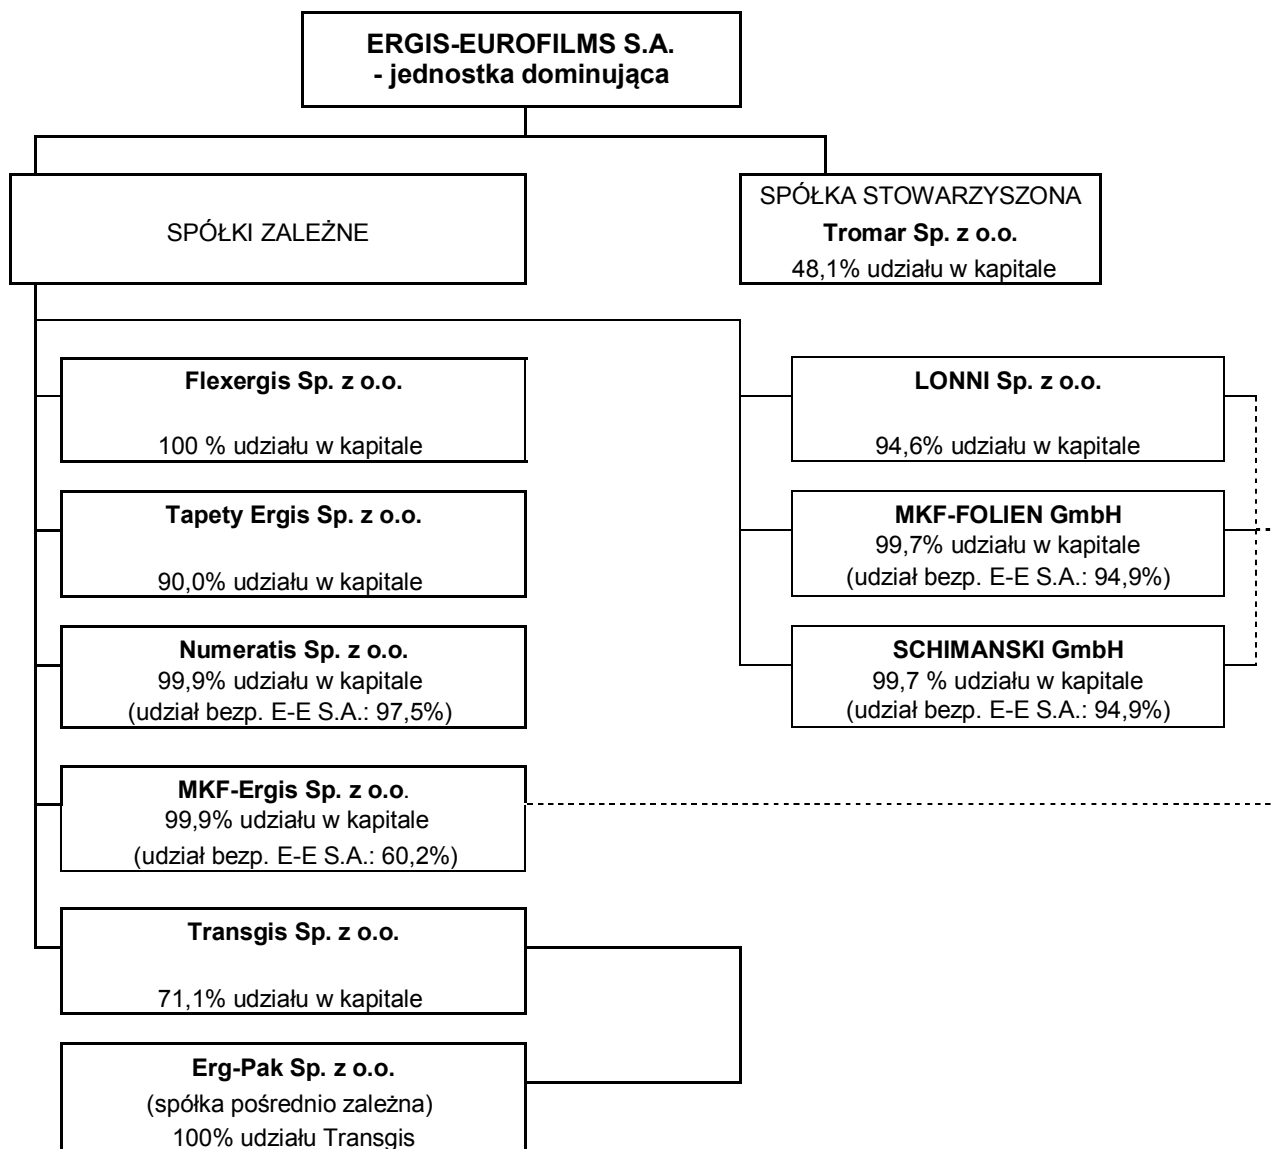 ERGIS-EUROFILMS S.A.
- jednostka dominująca
SPÓŁKI ZALEŻNE
SPÓŁKA STOWARZYSZONA
Tromar Sp. z o.o.
48,1% udziału w kapitale
Flexergis Sp. z o.o.
100 % udziału w kapitale
LONNI Sp. z o.o.
94,6% udziału w kapitale
Tapety Ergis Sp. z o.o.
90,0% udziału w kapitale
MKF-FOLIEN GmbH
99,7% udziału w kapitale
(udział bezp. E-E S.A.: 94,9%)
Numeratis Sp. z o.o.
99,9% udziału w kapitale
(udział bezp. E-E S.A.: 97,5%)
SCHIMANSKI GmbH
99,7 % udziału w kapitale
(udział bezp. E-E S.A.: 94,9%)
MKF-Ergis Sp. z o.o.
99,9% udziału w kapitale
(udział bezp. E-E S.A.: 60,2%)
Transgis Sp. z o.o.
71,1% udziału w kapitale
Erg-Pak Sp. z o.o.
(spółka pośrednio zależna)
100% udziału Transgis